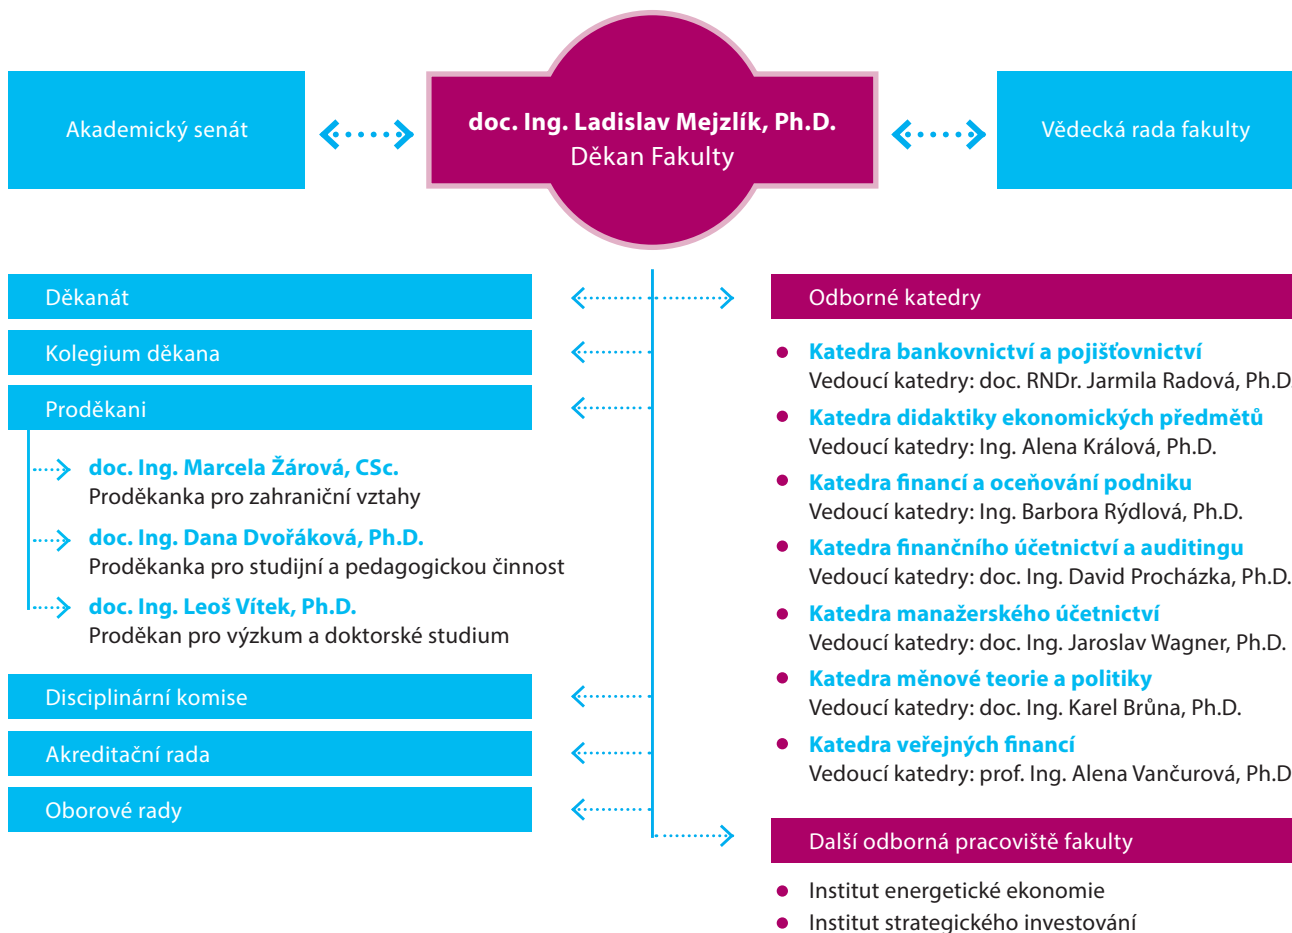 Akademický senát
doc. Ing. Ladislav Mejzlík, Ph.D.
Děkan Fakulty
Vědecká rada fakulty
Děkanát
Kolegium děkana
Proděkani
doc. Ing. Marcela Žárová, CSc.
Proděkanka pro zahraniční vztahy
doc. Ing. Dana Dvořáková, Ph.D.
Proděkanka pro studijní a pedagogickou činnost
doc. Ing. Leoš Vítek, Ph.D.
Proděkan pro výzkum a doktorské studium
Disciplinární komise
Akreditační rada
Oborové rady
Odborné katedry
Katedra bankovnictví a pojišťovnictví
Vedoucí katedry: doc. RNDr. Jarmila Radová, Ph.D
Katedra didaktiky ekonomických předmětů
Vedoucí katedry: Ing. Alena Králová, Ph.D.
Katedra financí a oceňování podniku
Vedoucí katedry: Ing. Barbora Rýdlová, Ph.D.
Katedra finančního účetnictví a auditingu
Vedoucí katedry: doc. Ing. David Procházka, Ph.D.
Katedra manažerského účetnictví
Vedoucí katedry: doc. Ing. Jaroslav Wagner, Ph.D.
Katedra měnové teorie a politiky
Vedoucí katedry: doc. Ing. Karel Brůna, Ph.D.
Katedra veřejných financí
Vedoucí katedry: prof. Ing. Alena Vančurová, Ph.D
Další odborná pracoviště fakulty
Institut energetické ekonomie
Institut strategického investování